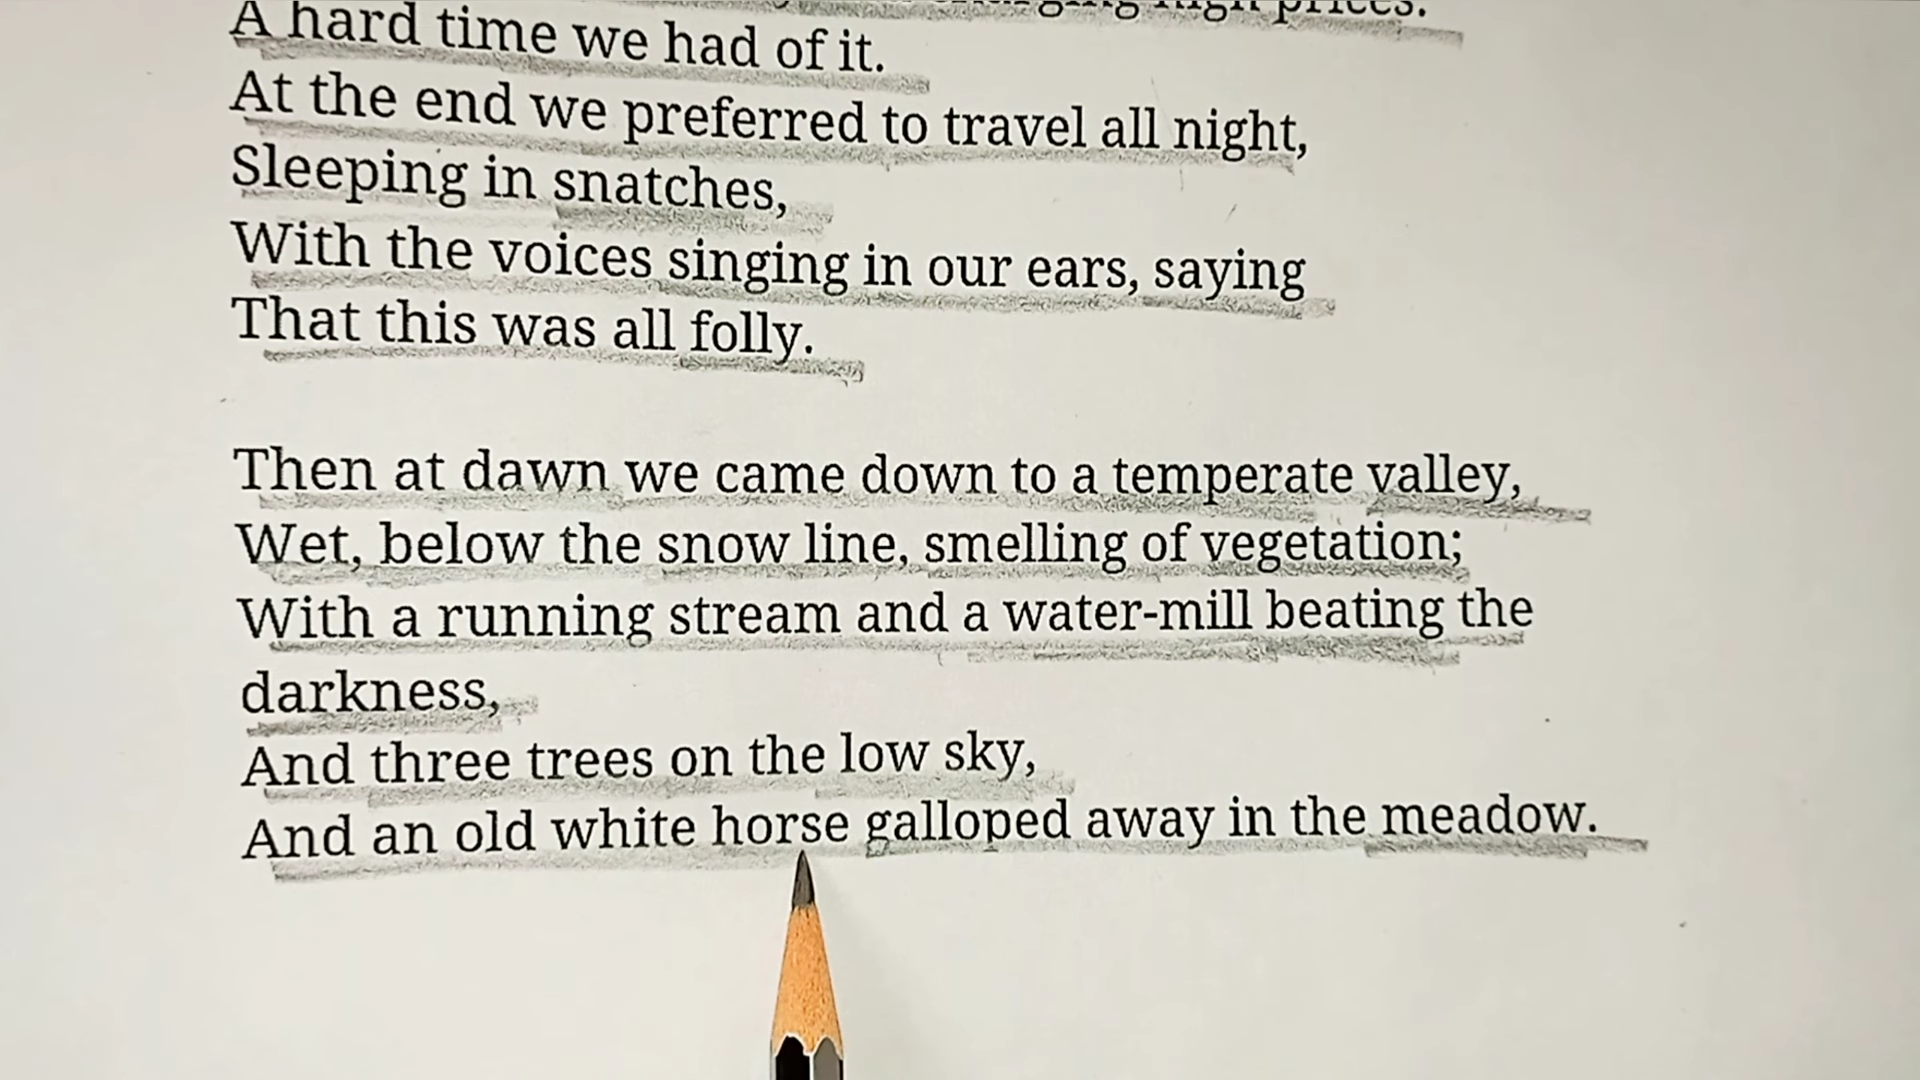 high prices.
A hard time we had of it.
At the end we preferred to travel all night,
Sleeping in snatches,
With the voices singing in our ears, saying
That this was all folly.
Then at dawn we came down to a temperate valley,
Wet, below the snow line, smelling of vegetation;
With a running stream and a water-mill beating the
darkness,
And three trees on the low sky,
And an old white horse galloped away in the meadow.